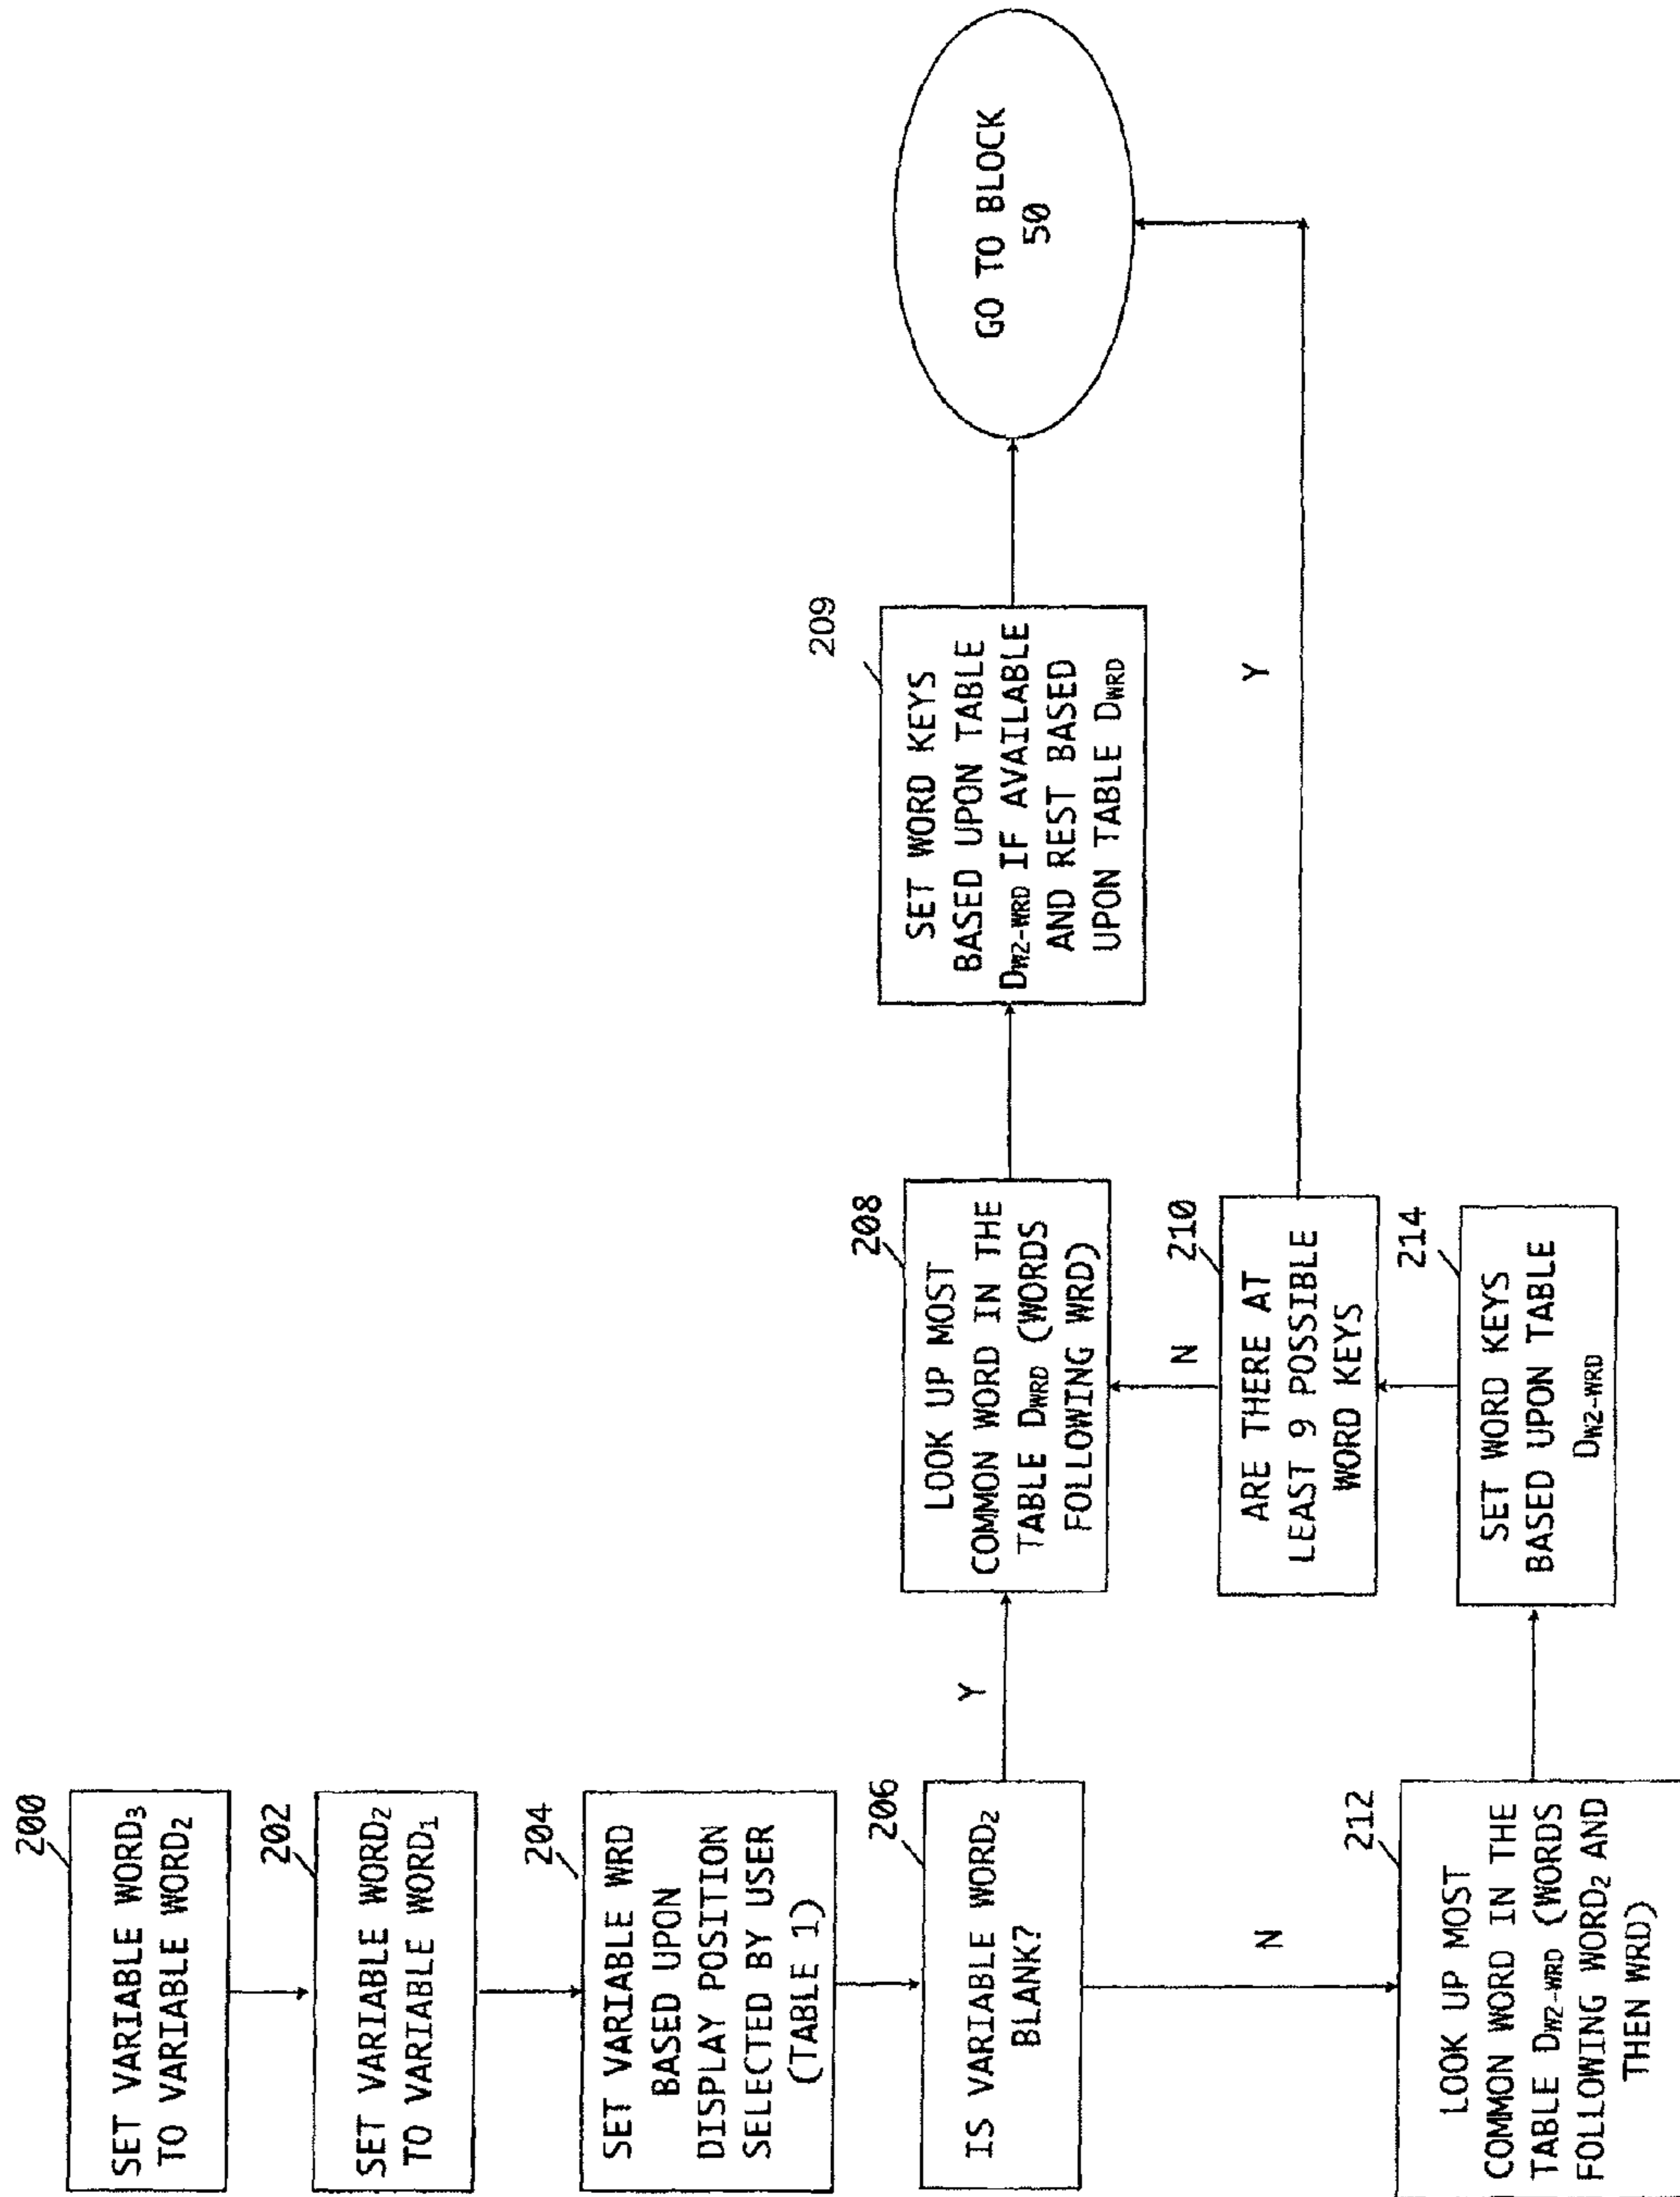 200
SET VARIABLE WORD₃
TO VARIABLE WORD₂
202
SET VARIABLE WORD₂
TO VARIABLE WORD₁
204
SET VARIABLE WRD
BASED UPON
DISPLAY POSITION
SELECTED BY USER
(TABLE 1)
206
IS VARIABLE WORD₂
BLANK?
Y
N
208
LOOK UP MOST
COMMON WORD IN THE
TABLE DWRD (WORDS
FOLLOWING WRD)
209
SET WORD KEYS
BASED UPON TABLE
DW2-WRD IF AVAILABLE
AND REST BASED
UPON TABLE DWRD
GO TO BLOCK
50
N
210
ARE THERE AT
LEAST 9 POSSIBLE
WORD KEYS
Y
212
LOOK UP MOST
COMMON WORD IN THE
TABLE DW2-WRD (WORDS
FOLLOWING WORD₂ AND
THEN WRD)
214
SET WORD KEYS
BASED UPON TABLE
DW2-WRD